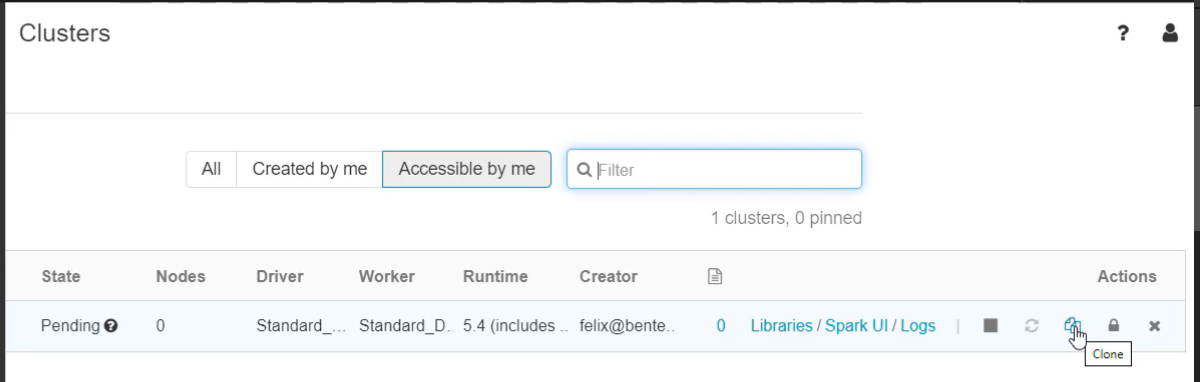 Clusters
?
All Created by me Accessible by me Filter
1 clusters, 0 pinned
State Nodes Driver Worker Runtime Creator Actions
Pending ? 0 Standard_... Standard_D.. 5.4 (includes .. felix@bente.. 0 Libraries / Spark UI / Logs |
Clone